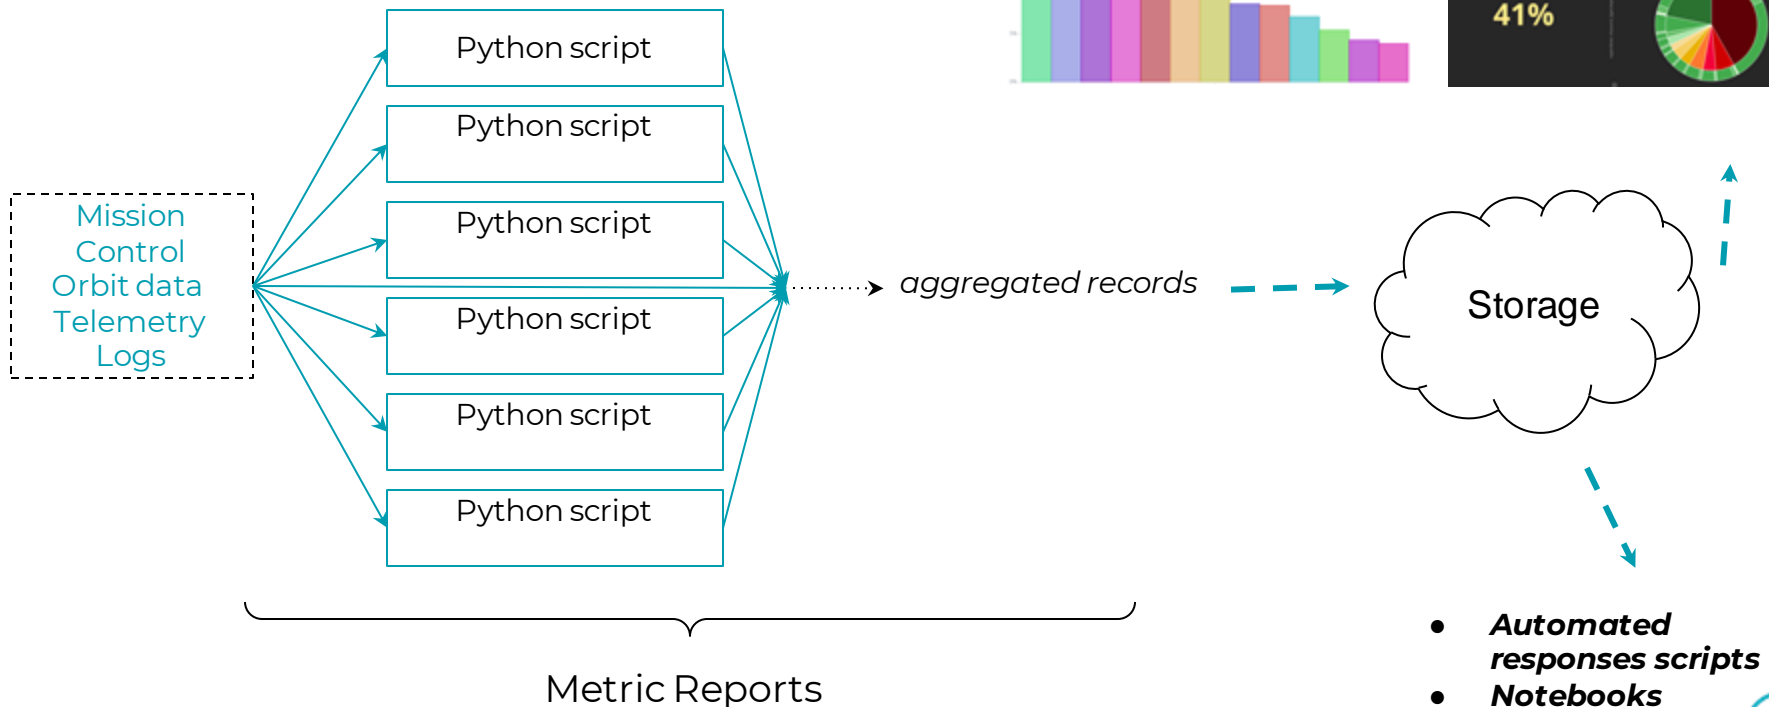 41%
Python script
Python script
Python script
Python script
Python script
Python script
Mission
Control
Orbit data
Telemetry
Logs
aggregated records
Storage
Metric Reports
● Automated
responses scripts
● Notebooks